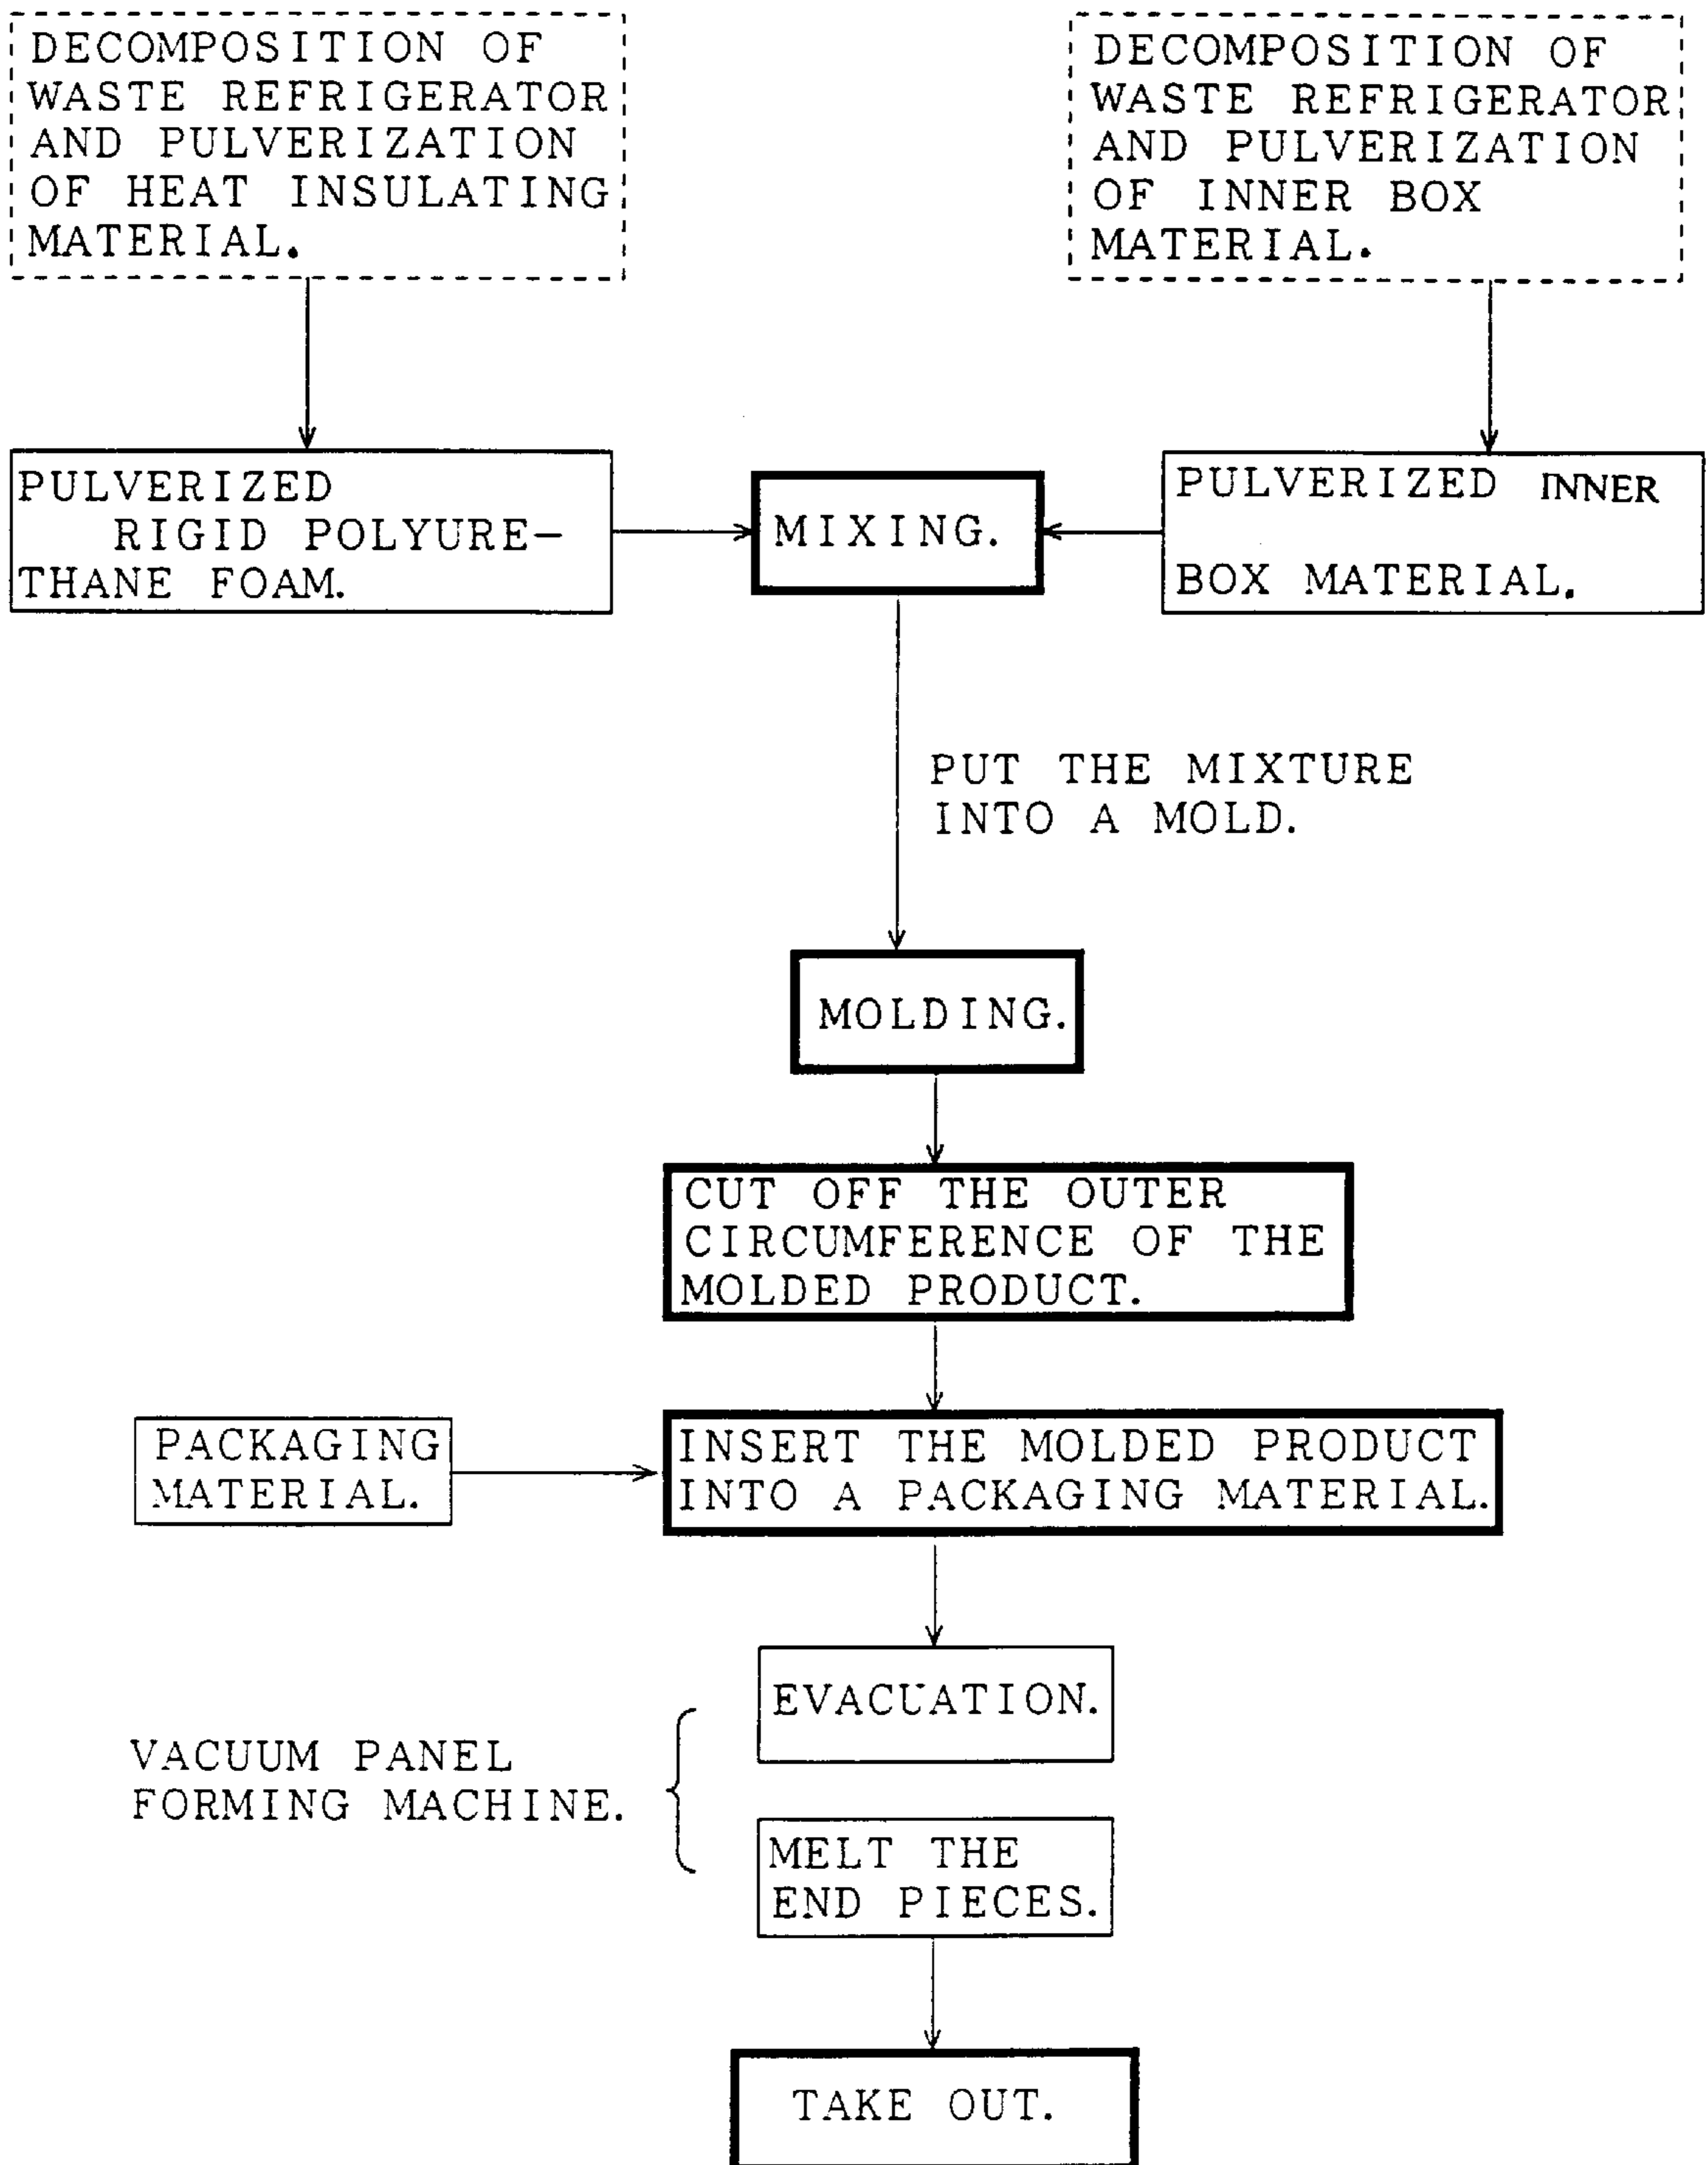 DECOMPOSITION OF
WASTE REFRIGERATOR
AND PULVERIZATION
OF HEAT INSULATING
MATERIAL.
DECOMPOSITION OF
WASTE REFRIGERATOR
AND PULVERIZATION
OF INNER BOX
MATERIAL.
PULVERIZED
RIGID POLYURE-
THANE FOAM.
MIXING.
PULVERIZED INNER
BOX MATERIAL.
PUT THE MIXTURE
INTO A MOLD.
MOLDING.
CUT OFF THE OUTER
CIRCUMFERENCE OF THE
MOLDED PRODUCT.
PACKAGING
MATERIAL.
INSERT THE MOLDED PRODUCT
INTO A PACKAGING MATERIAL.
EVACUATION.
VACUUM PANEL
FORMING MACHINE.
MELT THE
END PIECES.
TAKE OUT.